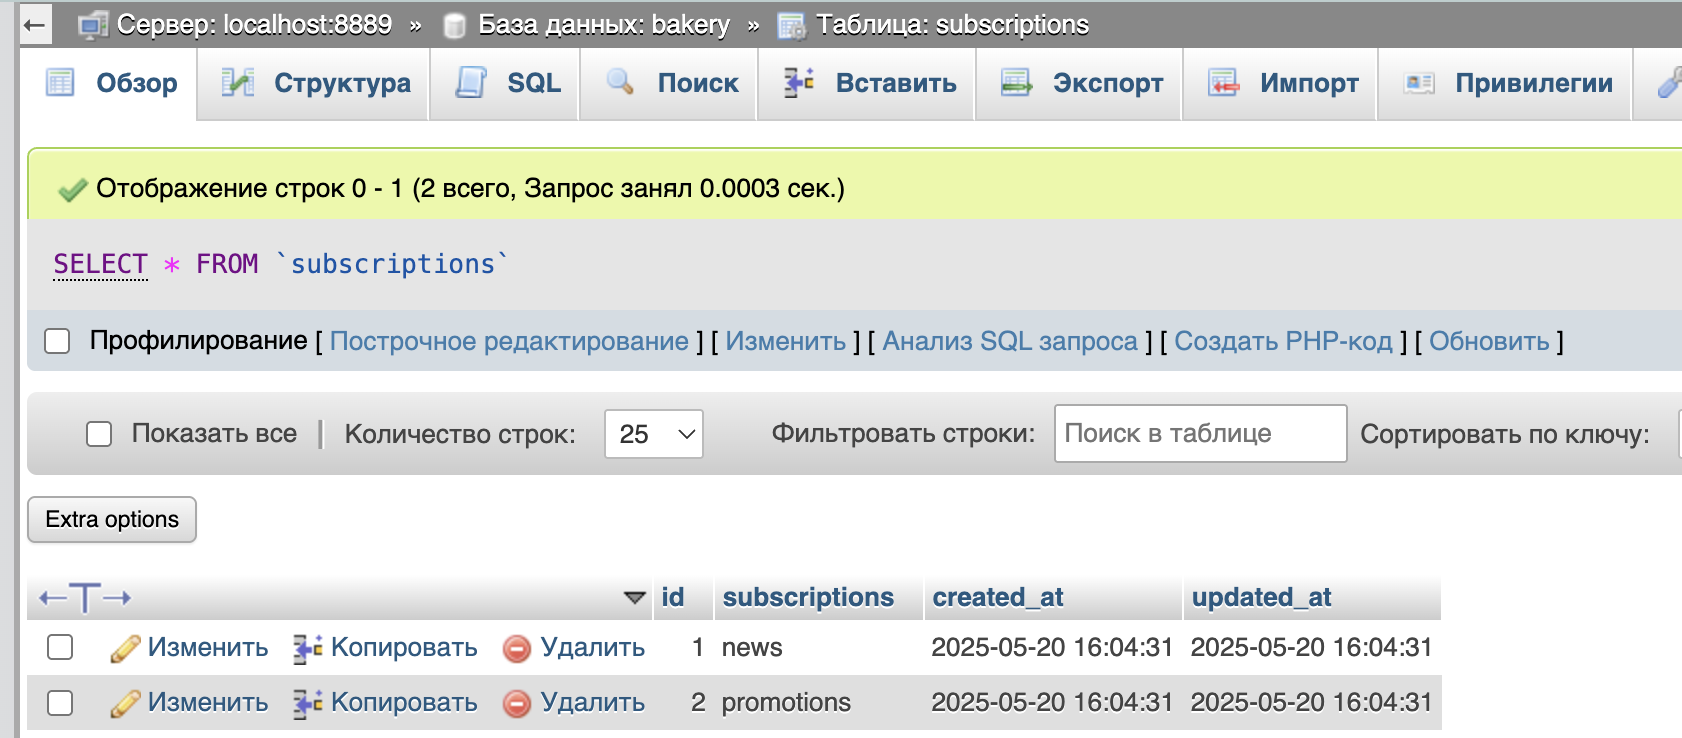 ← Сервер: localhost:8889 » База данных: bakery » Таблица: subscriptions
Обзор Структура SQL Поиск Вставить Экспорт Импорт Привилегии
Отображение строк 0 - 1 (2 всего, Запрос занял 0.0003 сек.)
SELECT * FROM `subscriptions`
Профилирование [ Построчное редактирование ] [ Изменить ] [ Анализ SQL запроса ] [ Создать PHP-код ] [ Обновить ]
Показать все | Количество строк: 25 Фильтровать строки: Поиск в таблице Сортировать по ключу:
Extra options
←T→ id subscriptions created_at updated_at
Изменить Копировать Удалить 1 news 2025-05-20 16:04:31 2025-05-20 16:04:31
Изменить Копировать Удалить 2 promotions 2025-05-20 16:04:31 2025-05-20 16:04:31